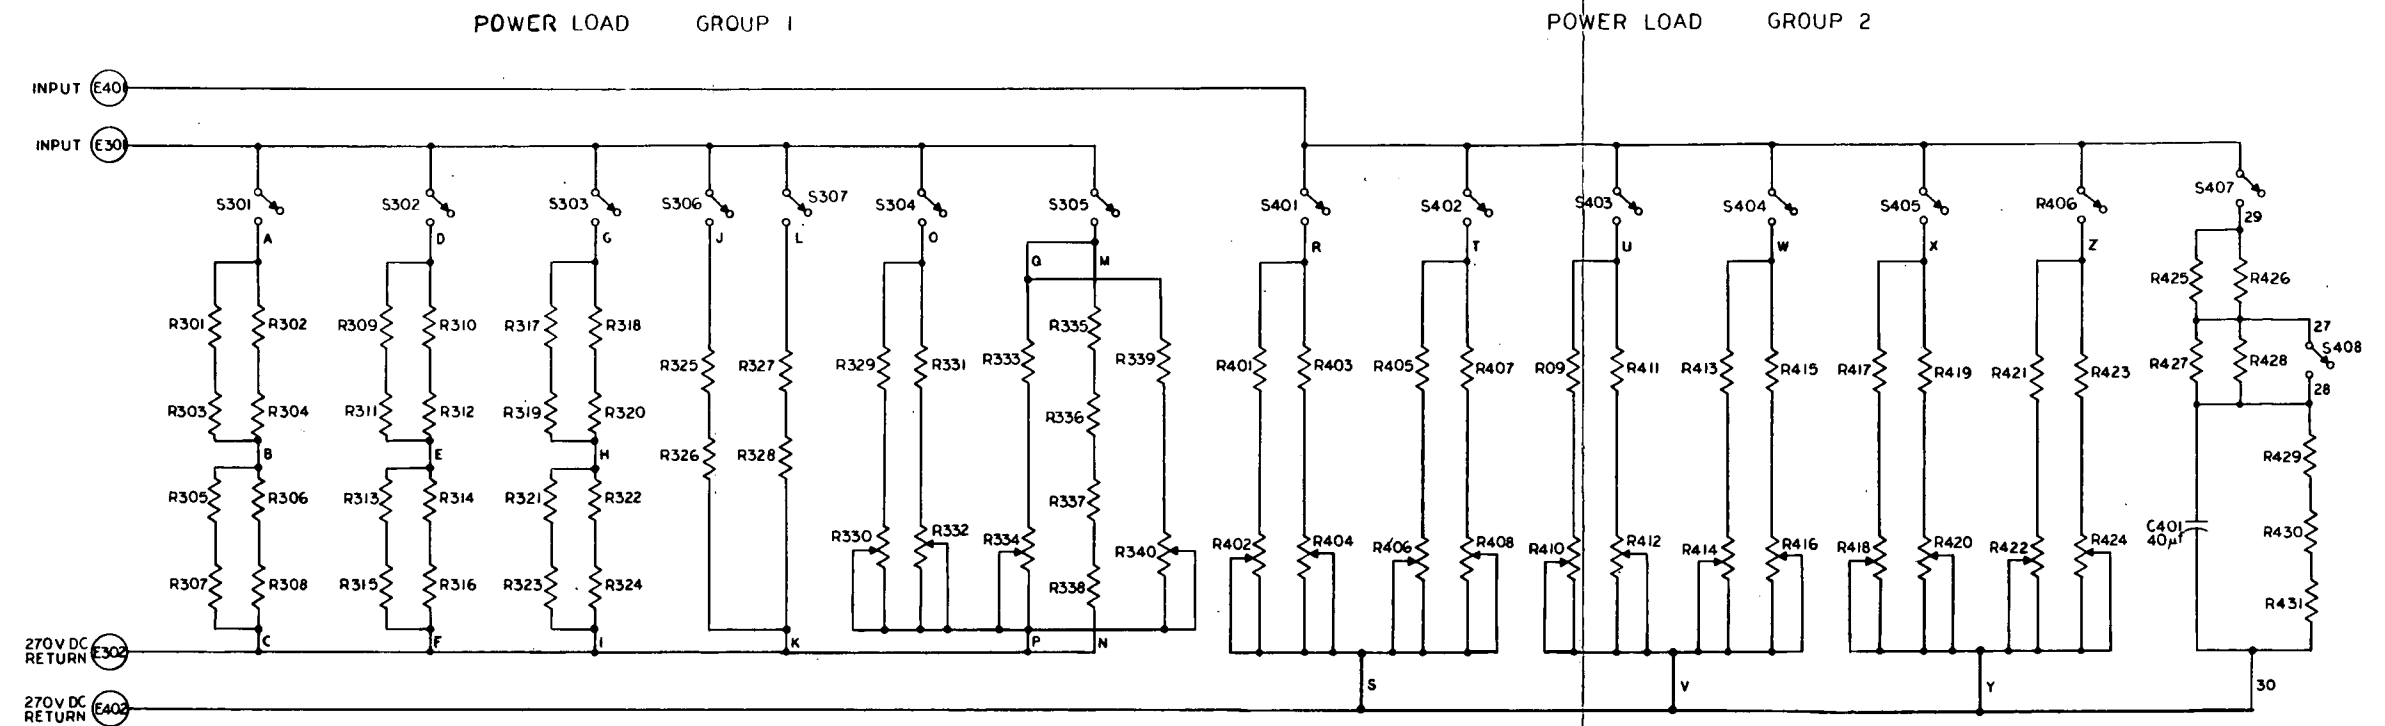 POWER LOAD GROUP 1
POWER LOAD GROUP 2
INPUT E401
INPUT E301
S301 S302 S303 S306 S307 S304 S305 S401 S402 S403 S404 S405 R406 S407
A D G J L O Q M R T U W X Z 29
R301 R302 R309 R310 R317 R318 R325 R327 R329 R331 R333 R335 R339 R401 R403 R405 R407 R09 R411 R413 R415 R417 R419 R421 R423 R425 R426
27 S408
R427 R428
28
R303 R304 R311 R312 R319 R320 R326 R328 R336 R429
B E H
R305 R306 R313 R314 R321 R322 R337
R330 R332 R334 R340 R402 R404 R406 R408 R410 R412 R414 R416 R418 R420 R422 R424 C401 R430
40µf
R307 R308 R315 R316 R323 R324 R338 R431
C F I K P N
270V DC
RETURN E302
S V Y 30
270V DC
RETURN E402